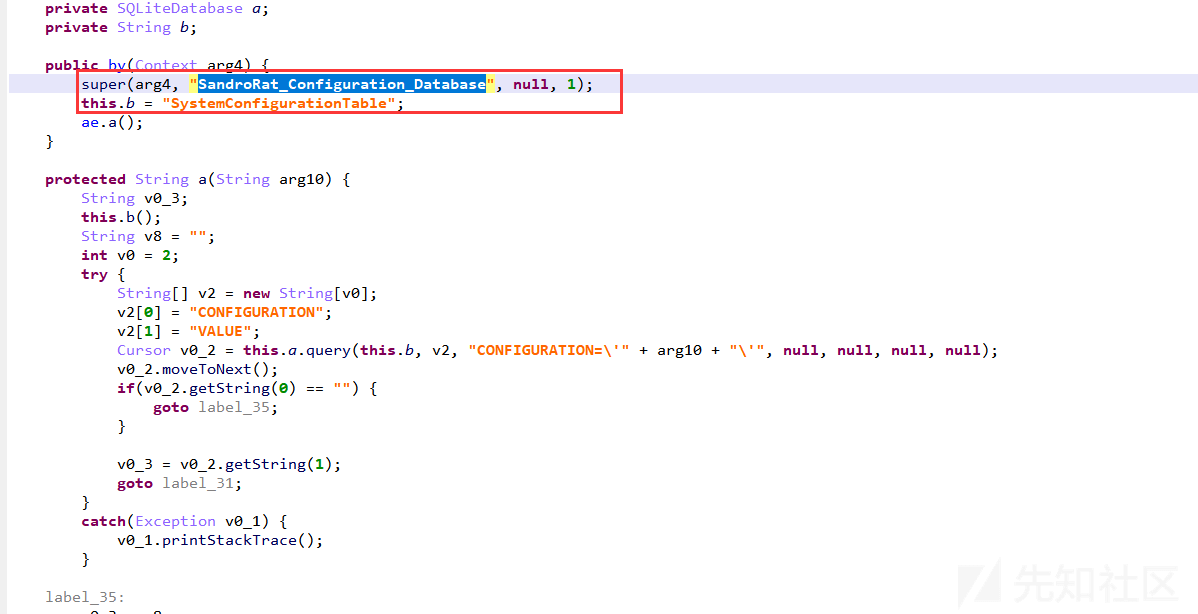 private SQLiteDatabase a;
private String b;
public by(Context arg4) {
super(arg4, "SandroRat_Configuration_Database", null, 1);
this.b = "SystemConfigurationTable";
ae.a();
}
protected String a(String arg10) {
String v0_3;
this.b();
String v8 = "";
int v0 = 2;
try {
String[] v2 = new String[v0];
v2[0] = "CONFIGURATION";
v2[1] = "VALUE";
Cursor v0_2 = this.a.query(this.b, v2, "CONFIGURATION=\'" + arg10 + "\'", null, null, null, null);
v0_2.moveToNext();
if(v0_2.getString(0) == "") {
goto label_35;
}
v0_3 = v0_2.getString(1);
goto label_31;
}
catch(Exception v0_1) {
v0_1.printStackTrace();
}
label_35:
先知社区